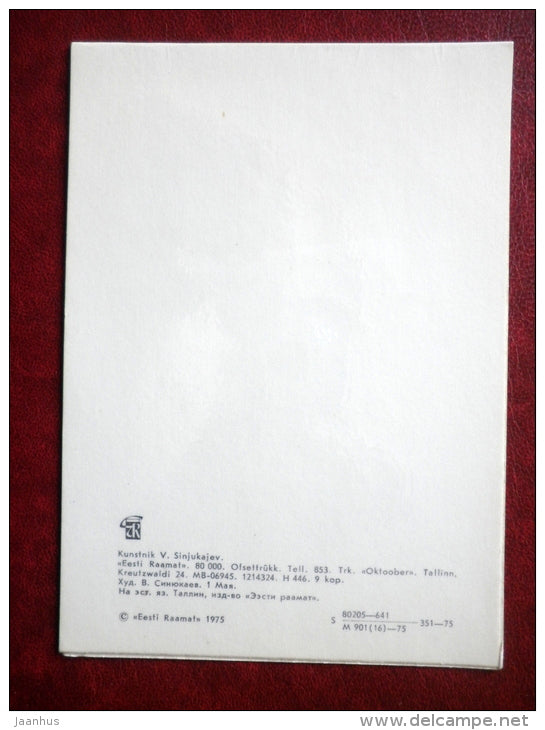 Kunstnik V. Sinjukajev.
«Eesti Raamat». 80 000. Ofsettrükk. Tell. 853. Trk. «Oktoober». Tallinn,
Kreutzwaldi 24. MB-06945. 1214324. H 446. 9 kop.
Худ. В. Синюкаев. 1 Мая.
На эст. яз. Таллин, изд-во «Ээсти раамат».
© «Eesti Raamat» 1975
S 80205—641 351—75
M 901(16)—75
jaanhus
delcampe.net